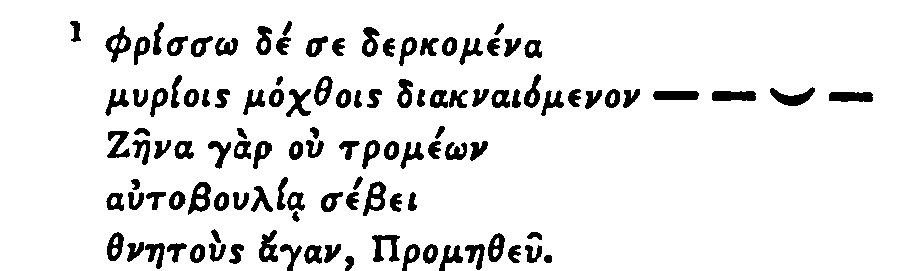 ¹ φρίσσω δέ σε δερκομένα
μυρίοις μόχθοις διακναιόμενον — — ⏑ —
Ζῆνα γὰρ οὐ τρομέων
αὐτοβουλίᾳ σέβει
θνητοὺς ἄγαν, Προμηθεῦ.